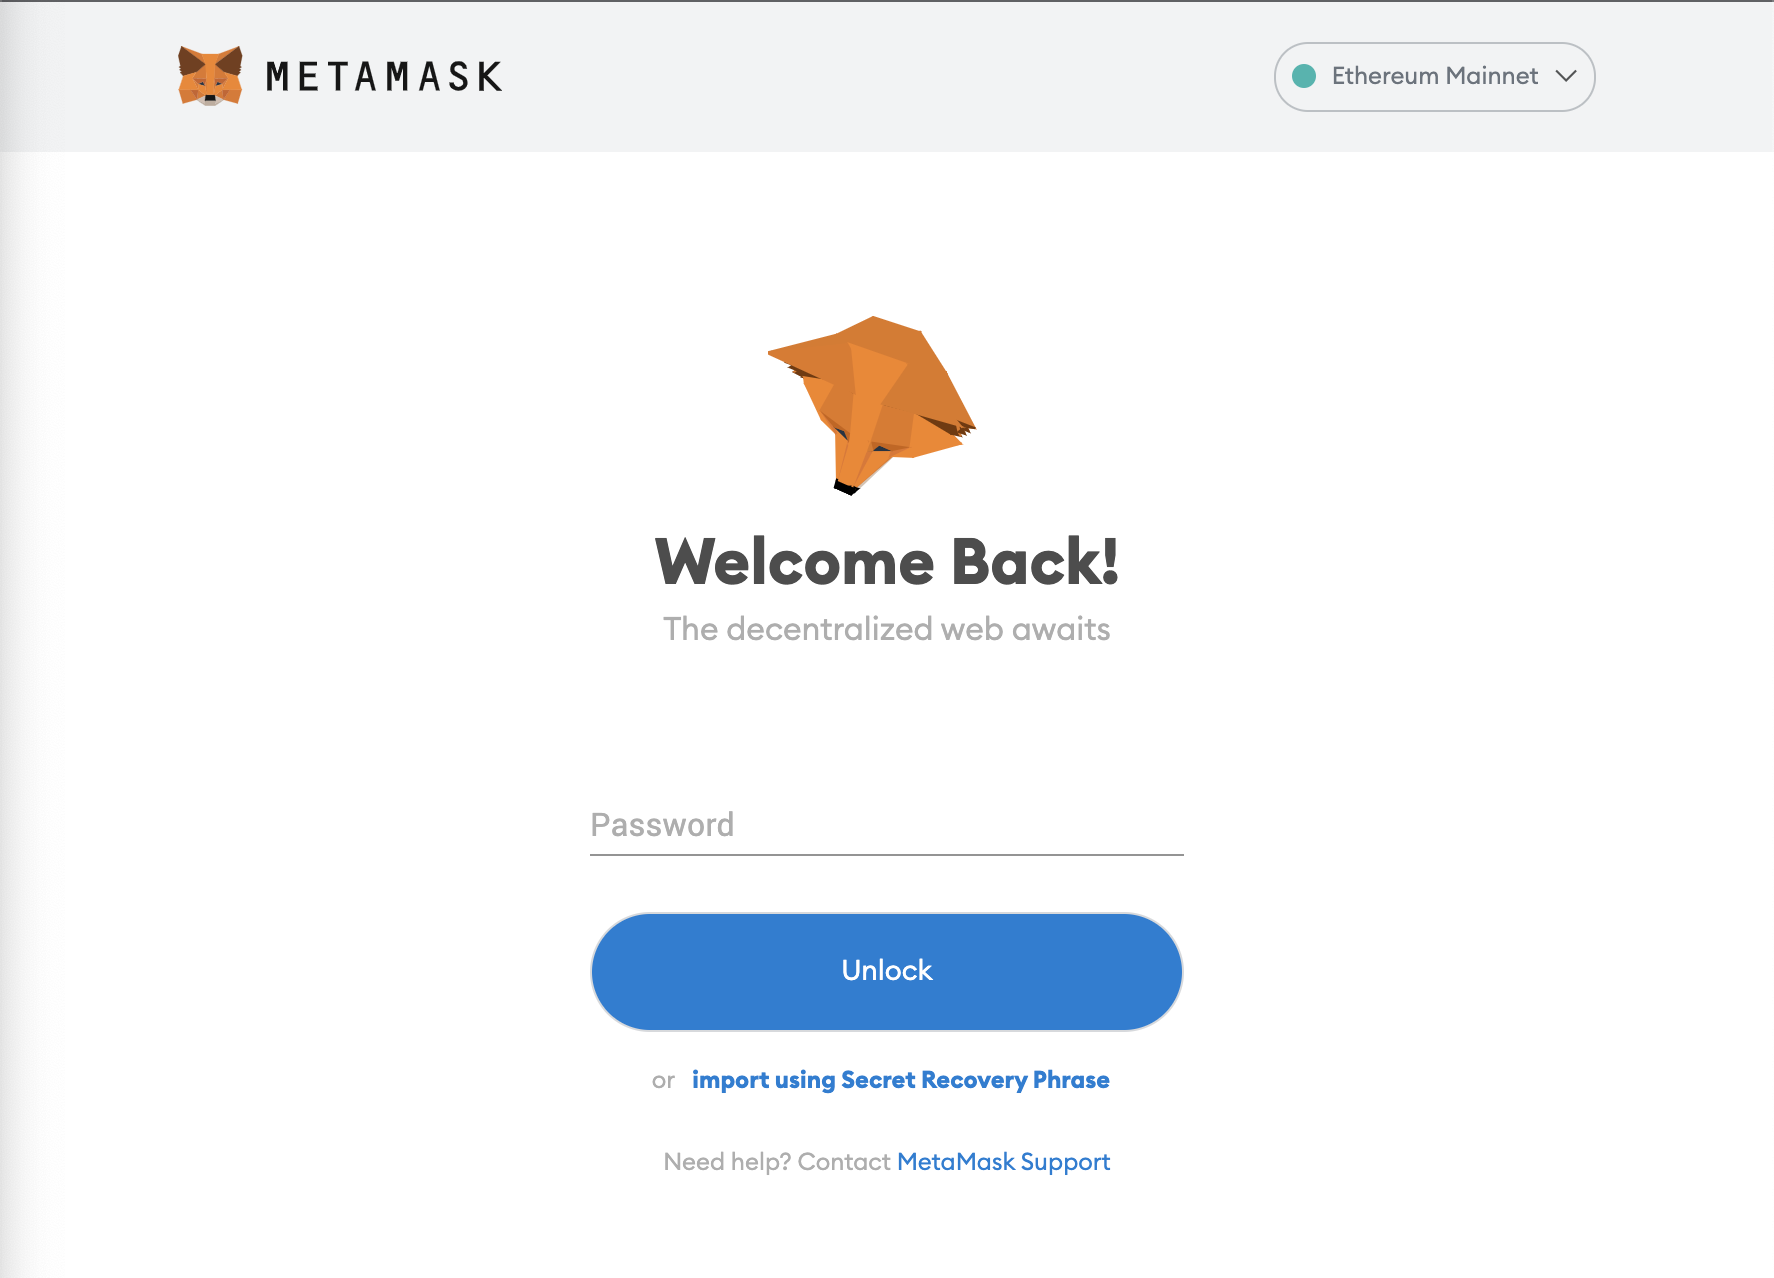 METAMASK
Ethereum Mainnet
Welcome Back!
The decentralized web awaits
Password
Unlock
or import using Secret Recovery Phrase
Need help? Contact MetaMask Support